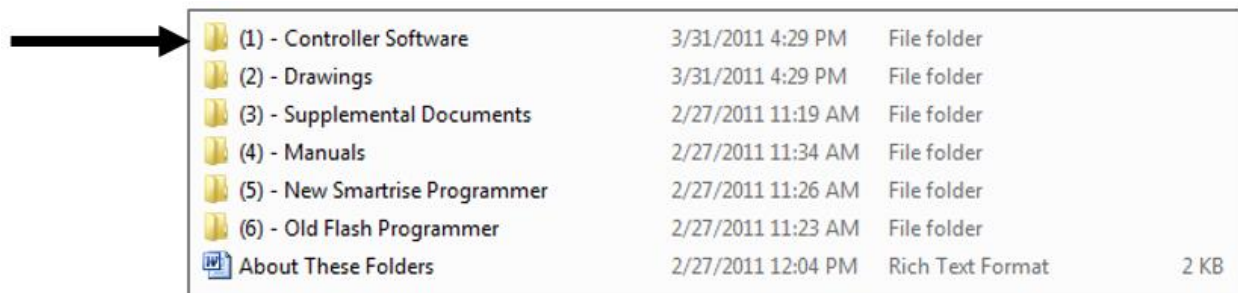 (1) - Controller Software 3/31/2011 4:29 PM File folder
(2) - Drawings 3/31/2011 4:29 PM File folder
(3) - Supplemental Documents 2/27/2011 11:19 AM File folder
(4) - Manuals 2/27/2011 11:34 AM File folder
(5) - New Smartrise Programmer 2/27/2011 11:26 AM File folder
(6) - Old Flash Programmer 2/27/2011 11:23 AM File folder
About These Folders 2/27/2011 12:04 PM Rich Text Format 2 KB